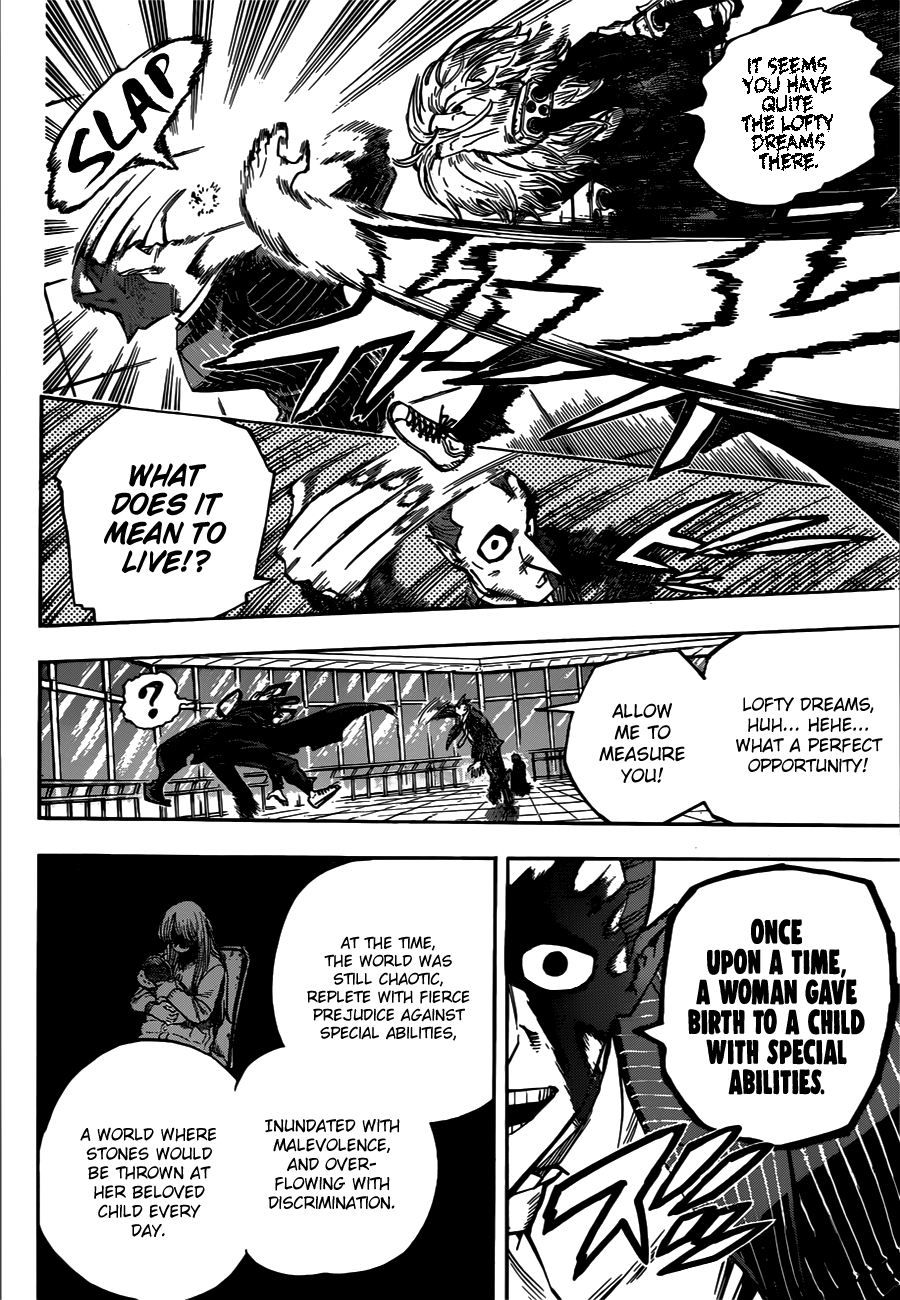 IT SEEMS
YOU HAVE
QUITE
THE LOFTY
DREAMS
THERE.
SLAP
WHAT
DOES IT
MEAN TO
LIVE!?
LOFTY DREAMS,
HUH... HEHE...
WHAT A PERFECT
OPPORTUNITY!
ALLOW
ME TO
MEASURE
YOU!
?
ONCE
UPON A TIME,
A WOMAN GAVE
BIRTH TO A CHILD
WITH SPECIAL
ABILITIES.
AT THE TIME,
THE WORLD WAS
STILL CHAOTIC,
REPLETE WITH FIERCE
PREJUDICE AGAINST
SPECIAL ABILITIES,
INUNDATED WITH
MALEVOLENCE,
AND OVER-
FLOWING WITH
DISCRIMINATION.
A WORLD WHERE
STONES WOULD
BE THROWN AT
HER BELOVED
CHILD EVERY
DAY.